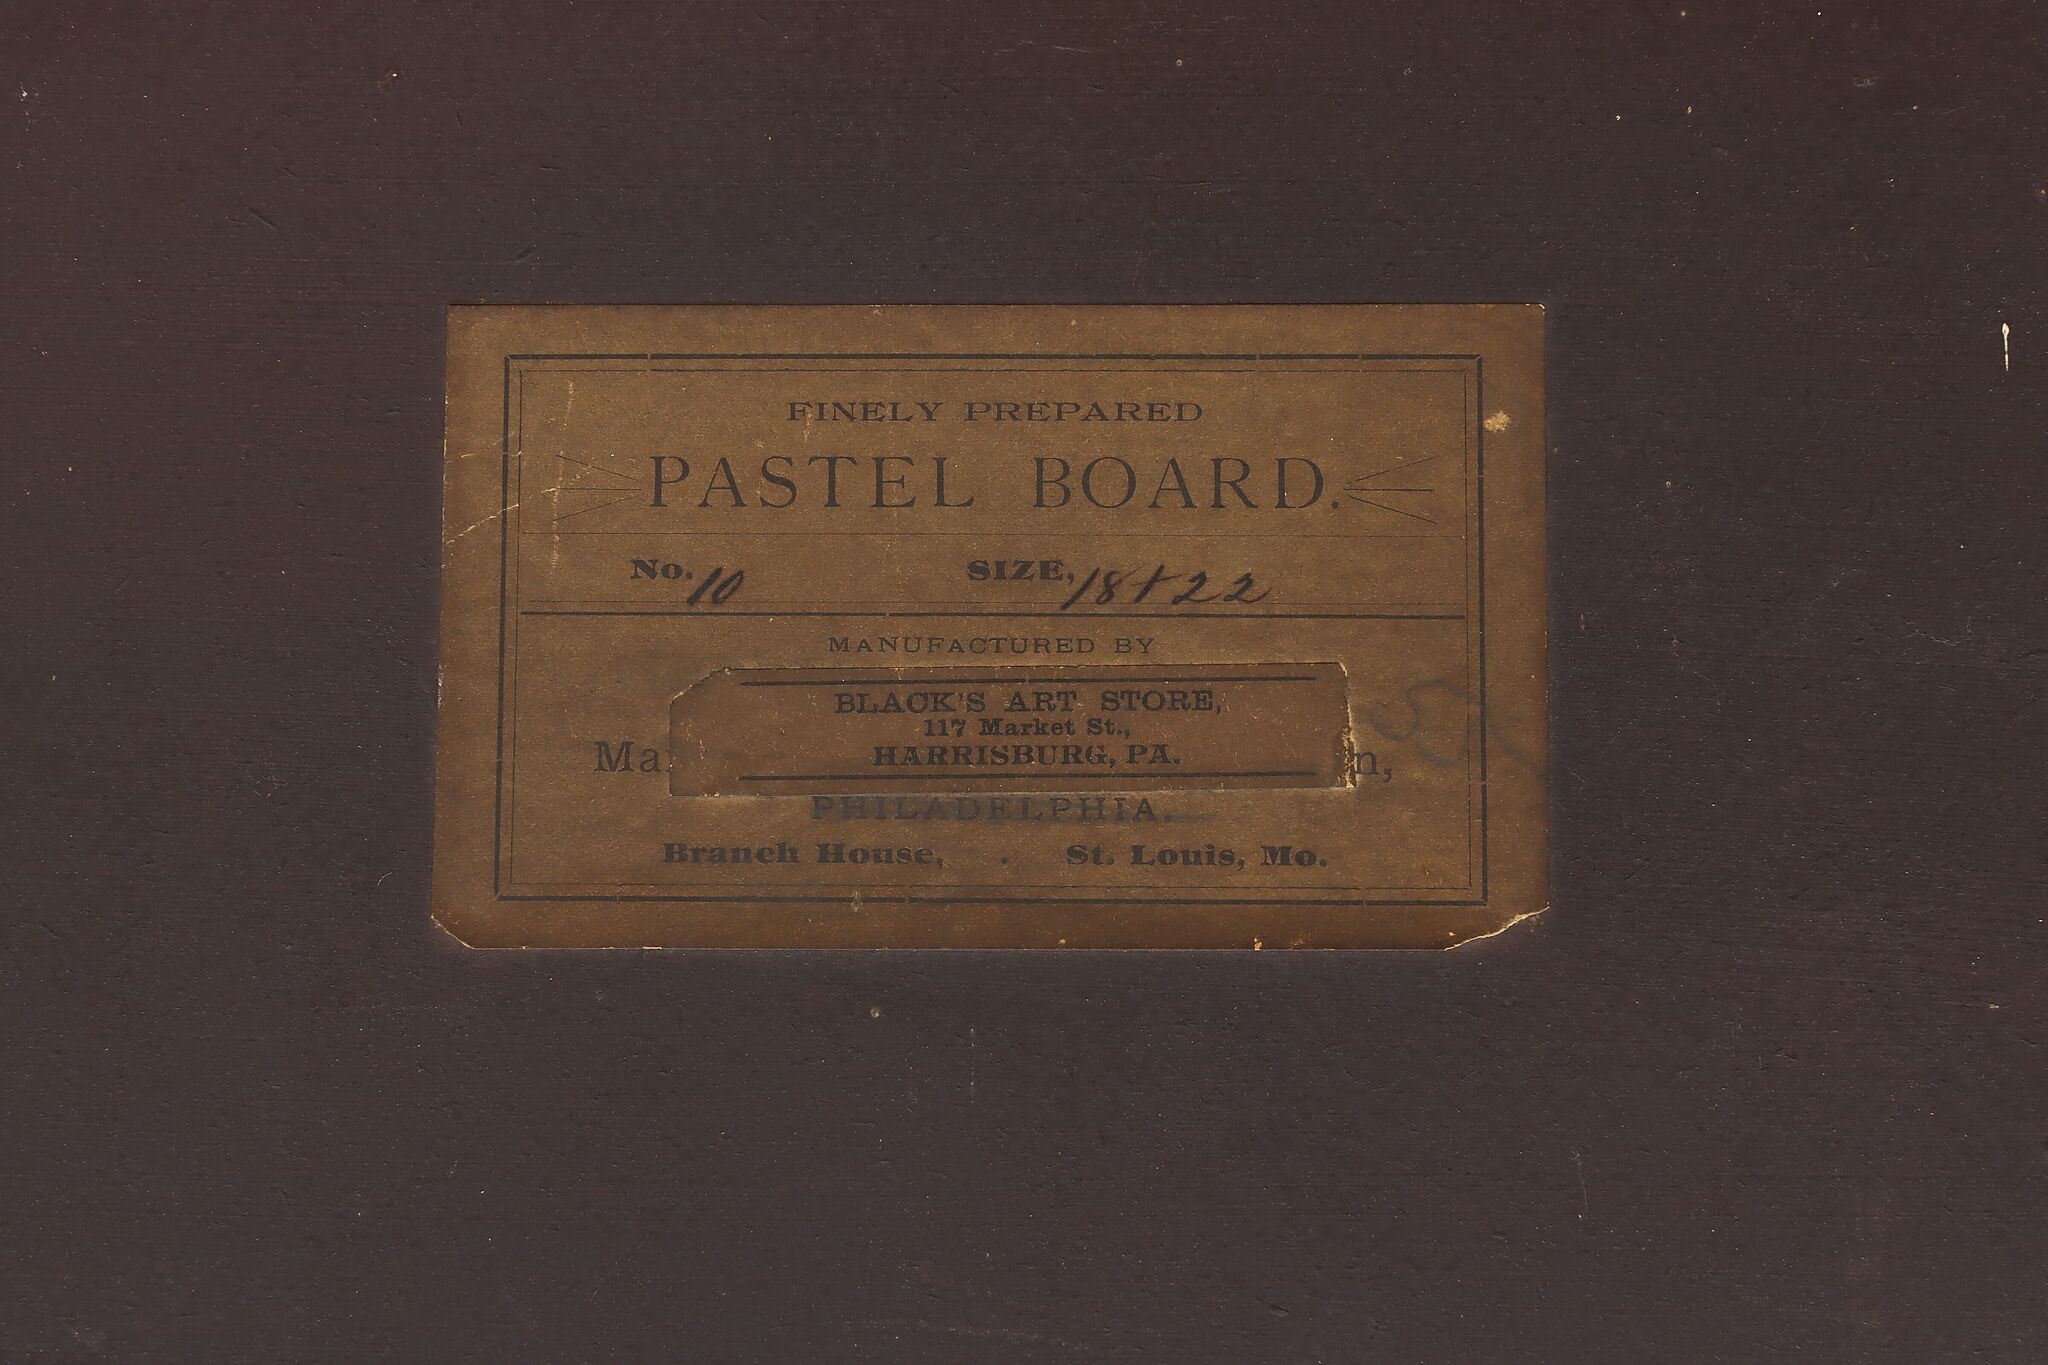 FINELY PREPARED
PASTEL BOARD.
No. 10 SIZE, 18 x 22
MANUFACTURED BY
BLACK'S ART STORE,
117 Market St.,
HARRISBURG, PA.
PHILADELPHIA.
Branch House, . St. Louis, Mo.